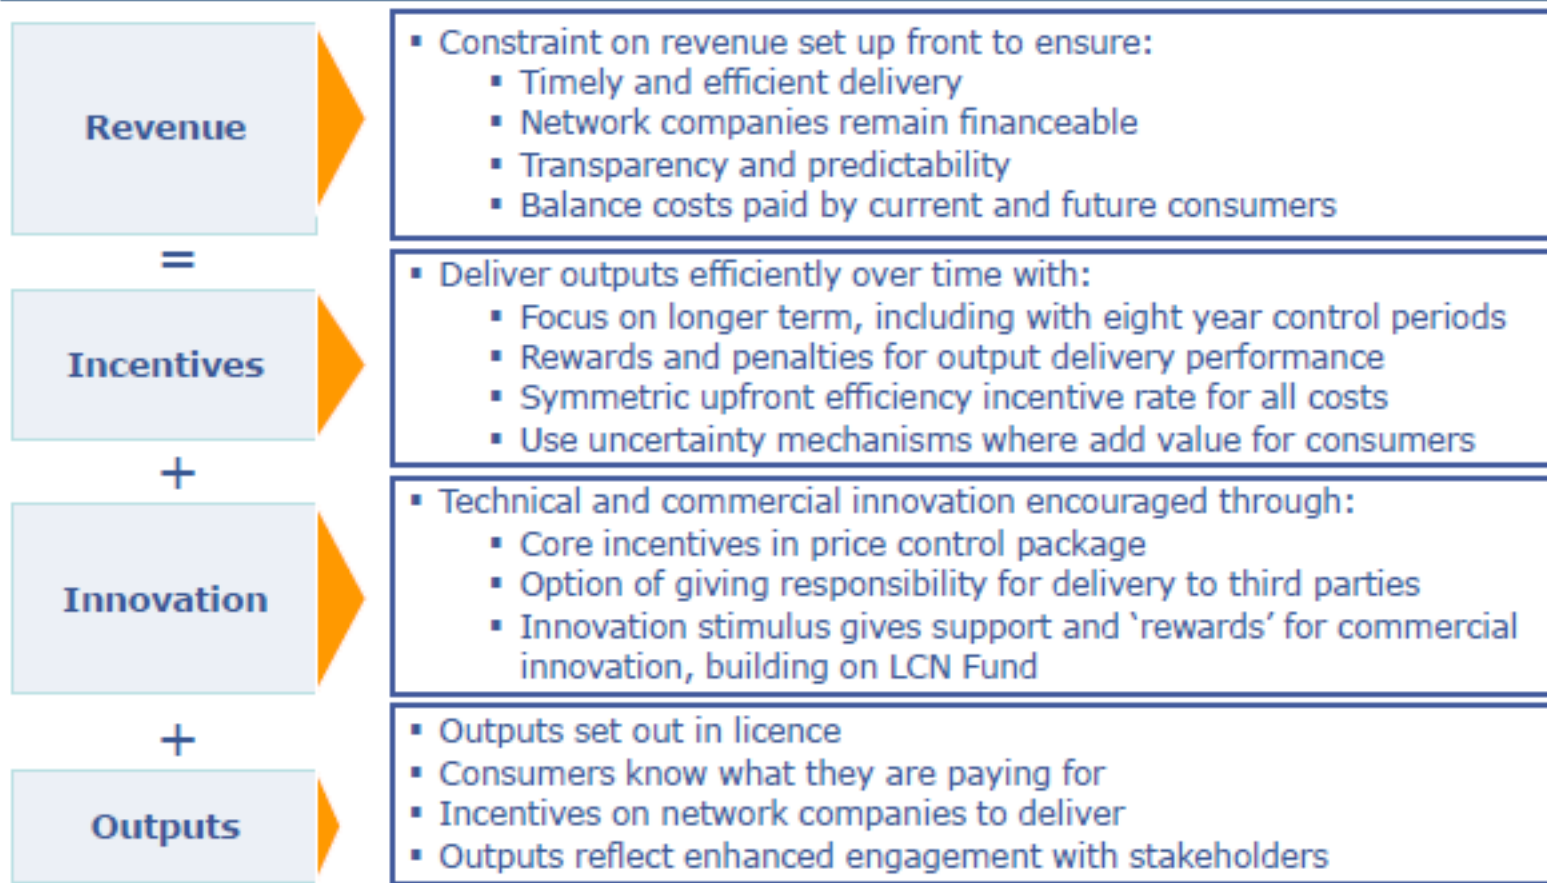 Revenue
▪ Constraint on revenue set up front to ensure:
▪ Timely and efficient delivery
▪ Network companies remain financeable
▪ Transparency and predictability
▪ Balance costs paid by current and future consumers
=
Incentives
▪ Deliver outputs efficiently over time with:
▪ Focus on longer term, including with eight year control periods
▪ Rewards and penalties for output delivery performance
▪ Symmetric upfront efficiency incentive rate for all costs
▪ Use uncertainty mechanisms where add value for consumers
+
Innovation
▪ Technical and commercial innovation encouraged through:
▪ Core incentives in price control package
▪ Option of giving responsibility for delivery to third parties
▪ Innovation stimulus gives support and ‘rewards’ for commercial
innovation, building on LCN Fund
+
Outputs
▪ Outputs set out in licence
▪ Consumers know what they are paying for
▪ Incentives on network companies to deliver
▪ Outputs reflect enhanced engagement with stakeholders